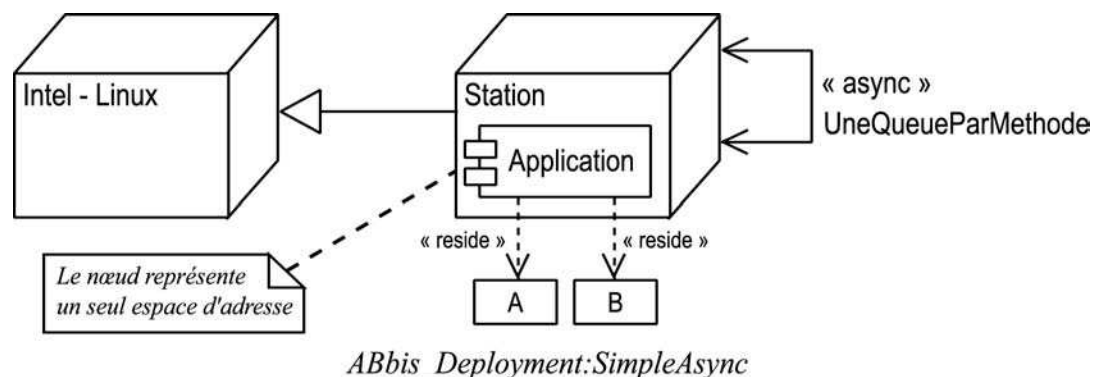 Intel - Linux
Station
Application
« async »
UneQueueParMethode
« reside »
« reside »
Le nœud représente
un seul espace d'adresse
A
B
ABbis Deployment:SimpleAsync